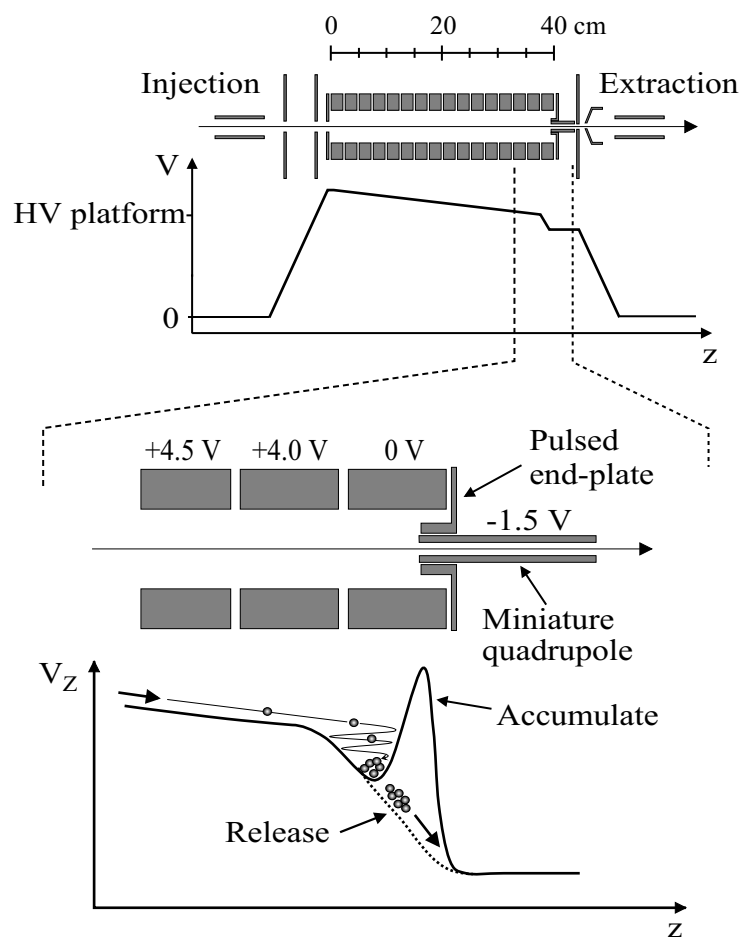 0 20 40 cm
Injection Extraction
V
HV platform
0
z
+4.5 V +4.0 V 0 V
Pulsed
end-plate
-1.5 V
Miniature
quadrupole
VZ
Accumulate
Release
z